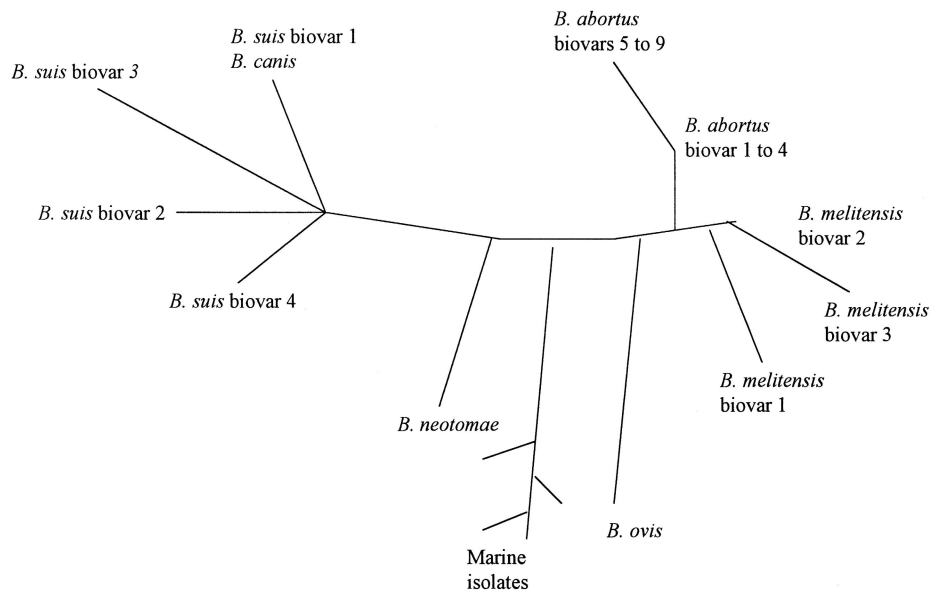 B. abortus
biovars 5 to 9
B. suis biovar 1
B. canis
B. suis biovar 3
B. abortus
biovar 1 to 4
B. suis biovar 2
B. melitensis
biovar 2
B. suis biovar 4
B. melitensis
biovar 3
B. melitensis
biovar 1
B. neotomae
B. ovis
Marine
isolates